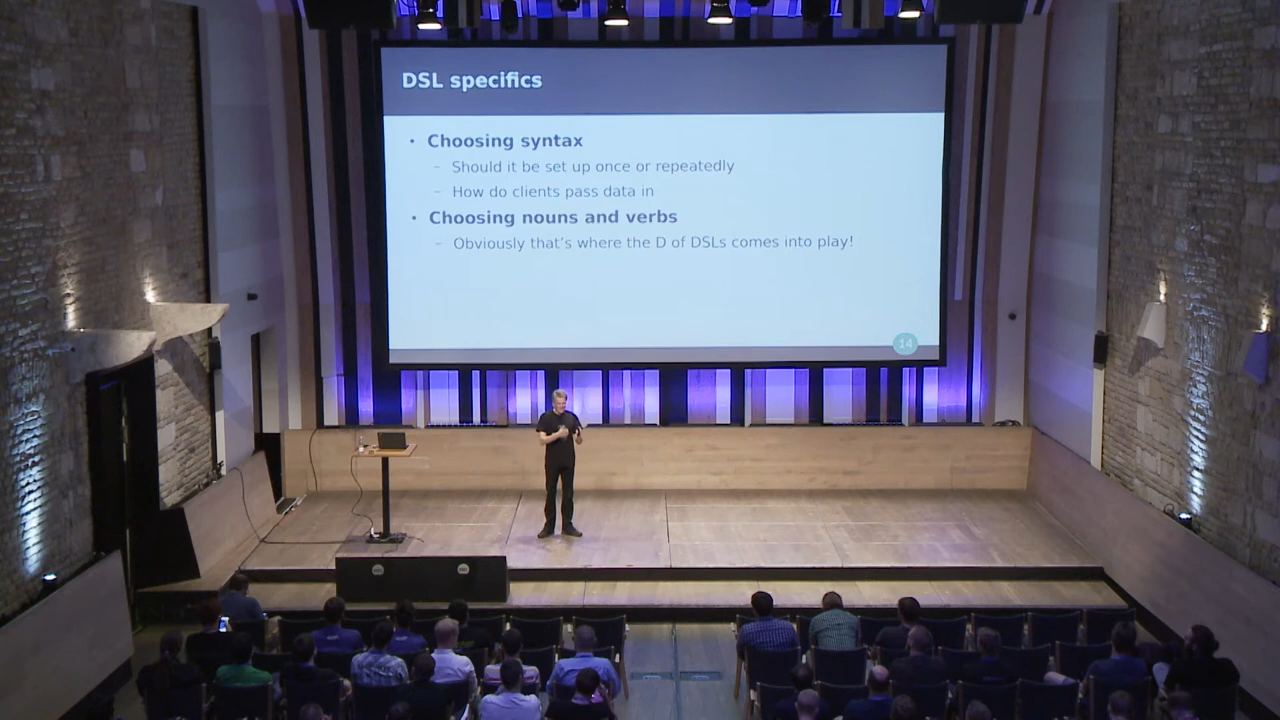 DSL specifics
• Choosing syntax
– Should it be set up once or repeatedly
– How do clients pass data in
• Choosing nouns and verbs
– Obviously that's where the D of DSLs comes into play!
14